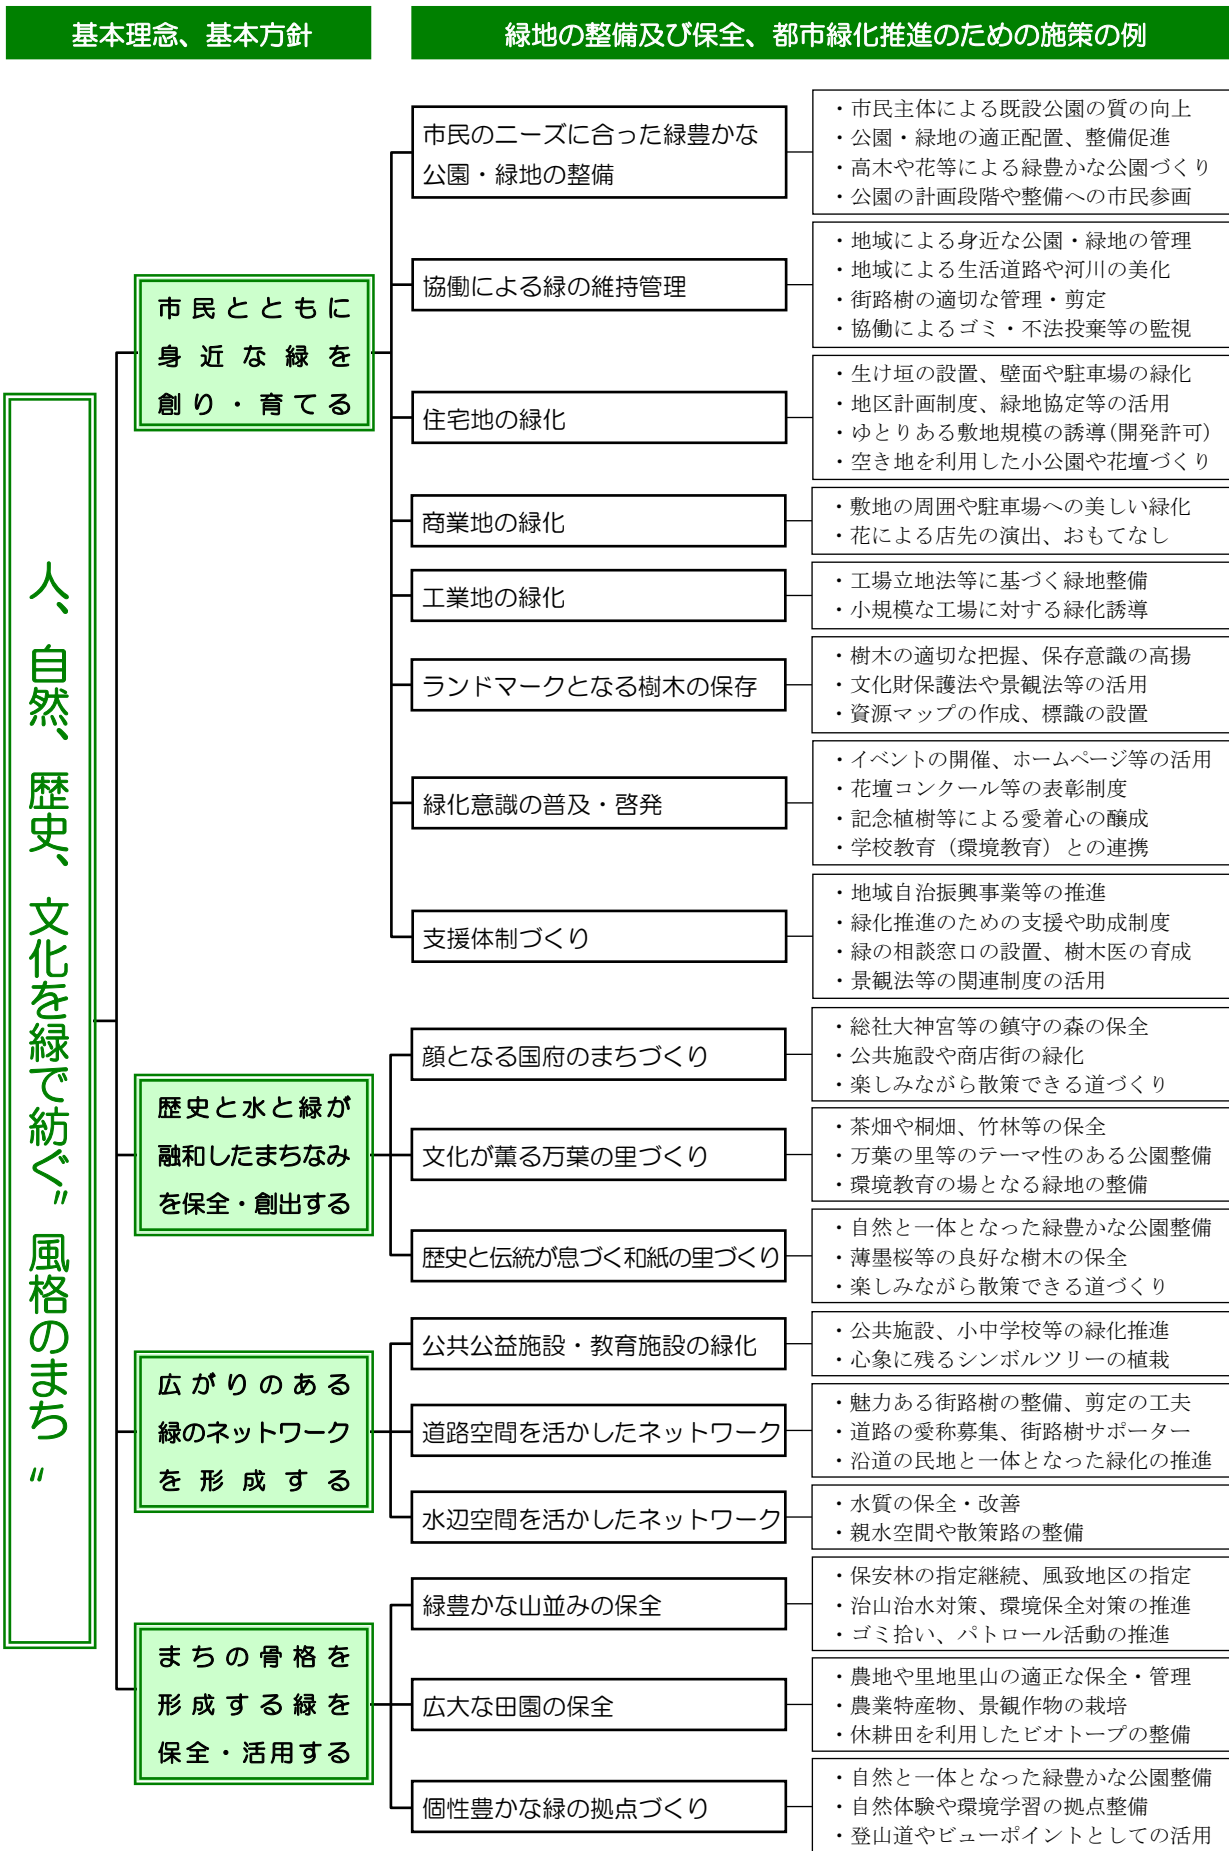 基本理念、基本方針
緑地の整備及び保全、都市緑化推進のための施策の例
人、自然、歴史、文化を緑で紡ぐ〝風格のまち〟
市民とともに
身近な緑を
創り・育てる
市民のニーズに合った緑豊かな
公園・緑地の整備
・市民主体による既設公園の質の向上
・公園・緑地の適正配置、整備促進
・高木や花等による緑豊かな公園づくり
・公園の計画段階や整備への市民参画
協働による緑の維持管理
・地域による身近な公園・緑地の管理
・地域による生活道路や河川の美化
・街路樹の適切な管理・剪定
・協働によるゴミ・不法投棄等の監視
住宅地の緑化
・生け垣の設置、壁面や駐車場の緑化
・地区計画制度、緑地協定等の活用
・ゆとりある敷地規模の誘導(開発許可)
・空き地を利用した小公園や花壇づくり
商業地の緑化
・敷地の周囲や駐車場への美しい緑化
・花による店先の演出、おもてなし
工業地の緑化
・工場立地法等に基づく緑地整備
・小規模な工場に対する緑化誘導
ランドマークとなる樹木の保存
・樹木の適切な把握、保存意識の高揚
・文化財保護法や景観法等の活用
・資源マップの作成、標識の設置
緑化意識の普及・啓発
・イベントの開催、ホームページ等の活用
・花壇コンクール等の表彰制度
・記念植樹等による愛着心の醸成
・学校教育（環境教育）との連携
支援体制づくり
・地域自治振興事業等の推進
・緑化推進のための支援や助成制度
・緑の相談窓口の設置、樹木医の育成
・景観法等の関連制度の活用
歴史と水と緑が
融和したまちなみ
を保全・創出する
顔となる国府のまちづくり
・総社大神宮等の鎮守の森の保全
・公共施設や商店街の緑化
・楽しみながら散策できる道づくり
文化が薫る万葉の里づくり
・茶畑や桐畑、竹林等の保全
・万葉の里等のテーマ性のある公園整備
・環境教育の場となる緑地の整備
歴史と伝統が息づく和紙の里づくり
・自然と一体となった緑豊かな公園整備
・薄墨桜等の良好な樹木の保全
・楽しみながら散策できる道づくり
広がりのある
緑のネットワーク
を形成する
公共公益施設・教育施設の緑化
・公共施設、小中学校等の緑化推進
・心象に残るシンボルツリーの植栽
道路空間を活かしたネットワーク
・魅力ある街路樹の整備、剪定の工夫
・道路の愛称募集、街路樹サポーター
・沿道の民地と一体となった緑化の推進
水辺空間を活かしたネットワーク
・水質の保全・改善
・親水空間や散策路の整備
まちの骨格を
形成する緑を
保全・活用する
緑豊かな山並みの保全
・保安林の指定継続、風致地区の指定
・治山治水対策、環境保全対策の推進
・ゴミ拾い、パトロール活動の推進
広大な田園の保全
・農地や里地里山の適正な保全・管理
・農業特産物、景観作物の栽培
・休耕田を利用したビオトープの整備
個性豊かな緑の拠点づくり
・自然と一体となった緑豊かな公園整備
・自然体験や環境学習の拠点整備
・登山道やビューポイントとしての活用